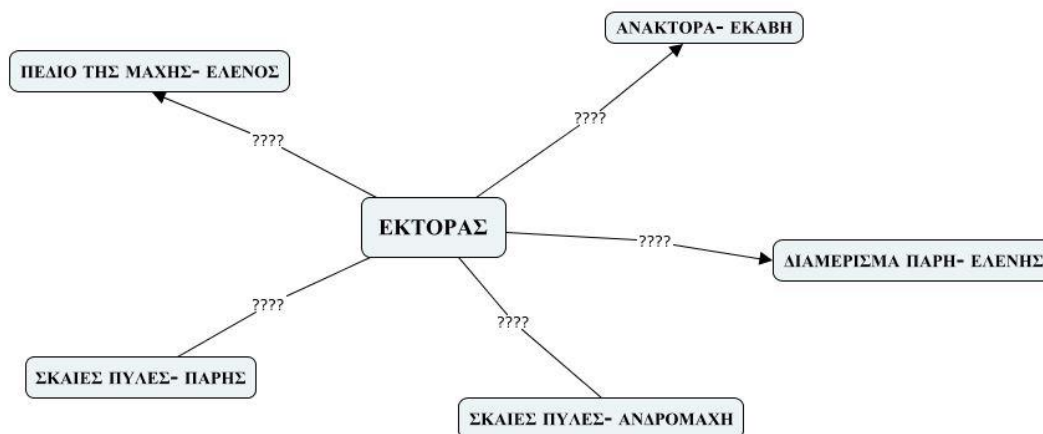 ΑΝΑΚΤΟΡΑ- ΕΚΑΒΗ
ΠΕΔΙΟ ΤΗΣ ΜΑΧΗΣ- ΕΛΕΝΟΣ
????
????
ΕΚΤΟΡΑΣ
????
ΔΙΑΜΕΡΙΣΜΑ ΠΑΡΗ- ΕΛΕΝΗΣ
????
????
ΣΚΑΙΕΣ ΠΥΛΕΣ- ΠΑΡΗΣ
ΣΚΑΙΕΣ ΠΥΛΕΣ- ΑΝΔΡΟΜΑΧΗ